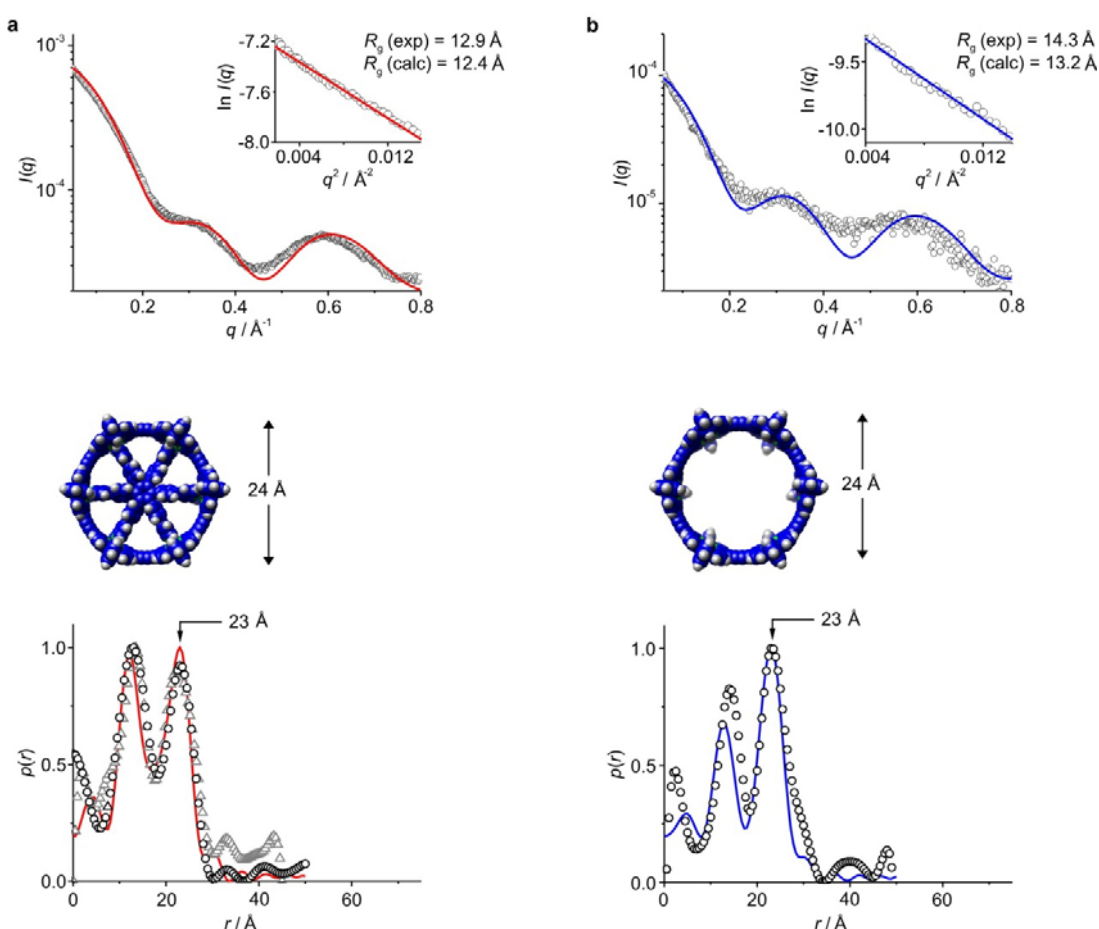 a
10⁻³
10⁻⁴
I(q)
0.2 0.4 0.6 0.8
q / Å⁻¹
-7.2
-7.6
-8.0
ln I(q)
0.004 0.012
q² / Å⁻²
Rg (exp) = 12.9 Å
Rg (calc) = 12.4 Å
b
10⁻⁴
10⁻⁵
I(q)
0.2 0.4 0.6 0.8
q / Å⁻¹
-9.5
-10.0
ln I(q)
0.004 0.012
q² / Å⁻²
Rg (exp) = 14.3 Å
Rg (calc) = 13.2 Å
24 Å
24 Å
23 Å
1.0
0.5
0.0
p(r)
0 20 40 60
r / Å
23 Å
1.0
0.5
0.0
p(r)
0 20 40 60
r / Å